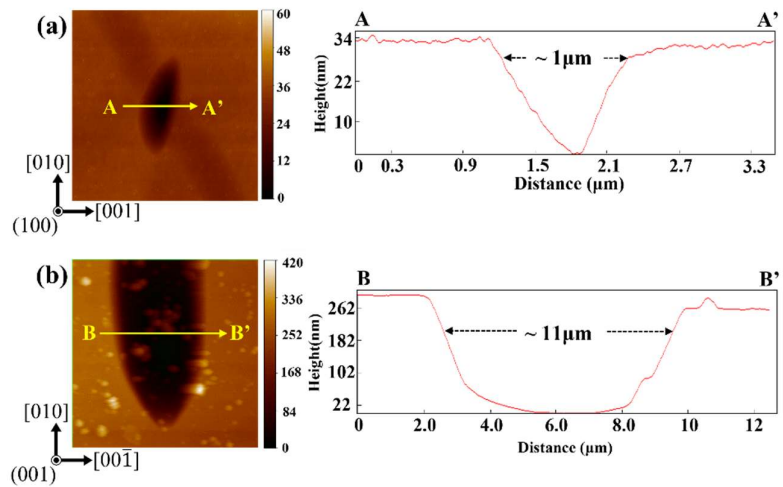 (a)
A
A'
60
48
36
24
12
0
[010]
[001]
(100)
A
A'
Height(nm)
34
22
10
~ 1μm
0
0.3
0.9
1.5
2.1
2.7
3.3
Distance (μm)
(b)
B
B'
420
336
252
168
84
0
[010]
[001̄]
(001)
B
B'
Height(nm)
262
182
102
22
~ 11μm
0
2.0
4.0
6.0
8.0
10
12
Distance (μm)